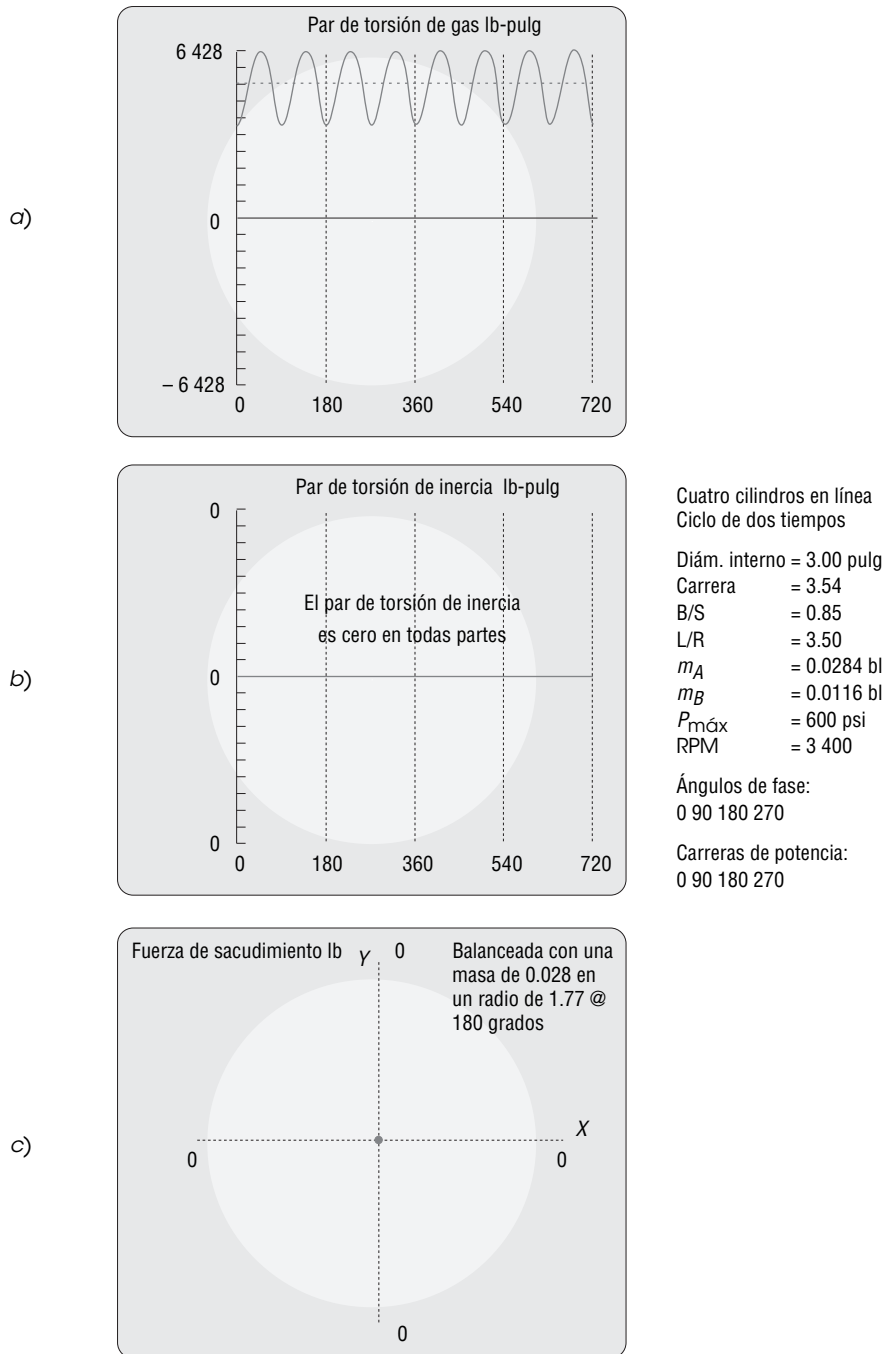 a)
Par de torsión de gas lb-pulg
6 428
0
– 6 428
0 180 360 540 720
b)
Par de torsión de inercia lb-pulg
0
El par de torsión de inercia
es cero en todas partes
0
0
0 180 360 540 720
Cuatro cilindros en línea
Ciclo de dos tiempos
Diám. interno = 3.00 pulg
Carrera = 3.54
B/S = 0.85
L/R = 3.50
mA = 0.0284 bl
mB = 0.0116 bl
Pmáx = 600 psi
RPM = 3 400
Ángulos de fase:
0 90 180 270
Carreras de potencia:
0 90 180 270
c)
Fuerza de sacudimiento lb
Y 0
Balanceada con una
masa de 0.028 en
un radio de 1.77 @
180 grados
X
0
0
0